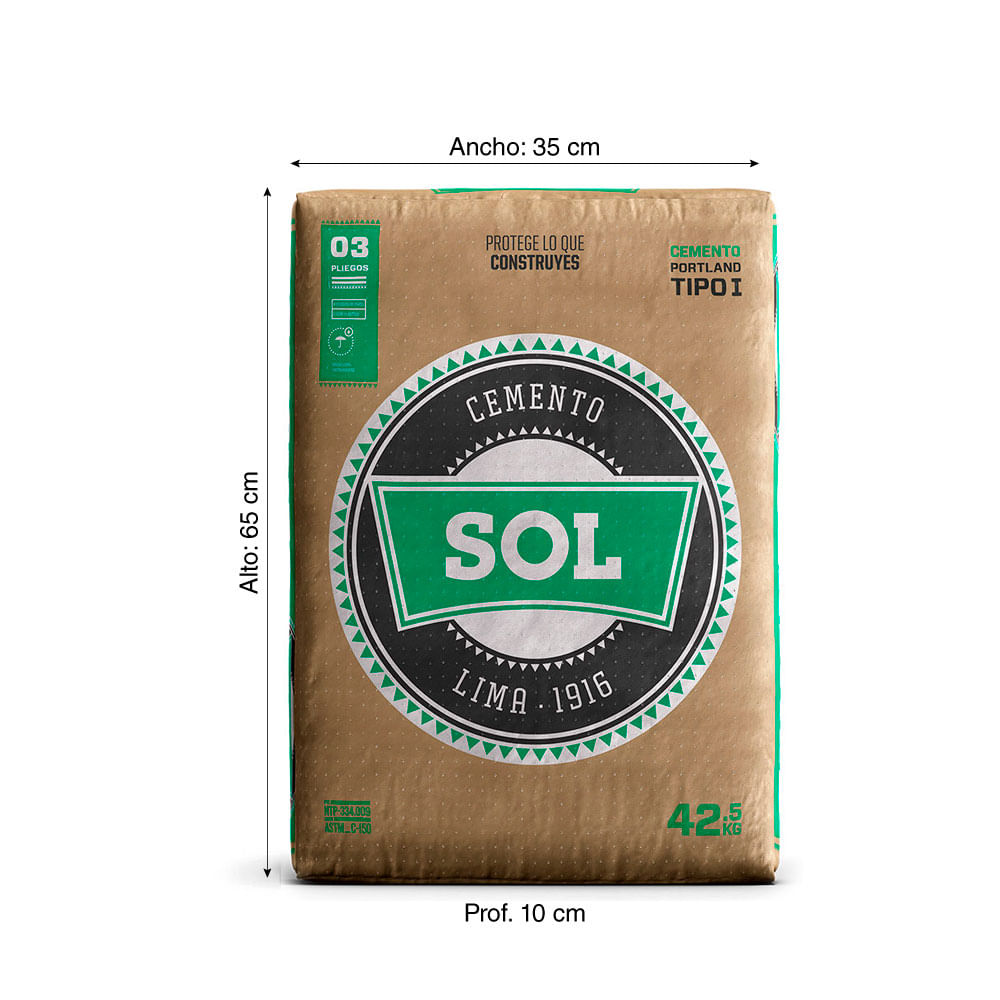 Ancho: 35 cm
Alto: 65 cm
03
PLIEGOS
PROTEGE LO QUE
CONSTRUYES
CEMENTO
PORTLAND
TIPO I
CEMENTO
SOL
LIMA · 1916
NTP-334.009
ASTM_C-150
42.5
KG
Prof. 10 cm